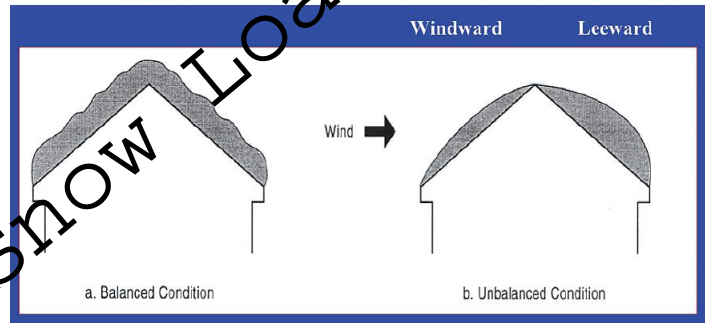 Windward Leeward
Snow Loa
Wind
a. Balanced Condition b. Unbalanced Condition